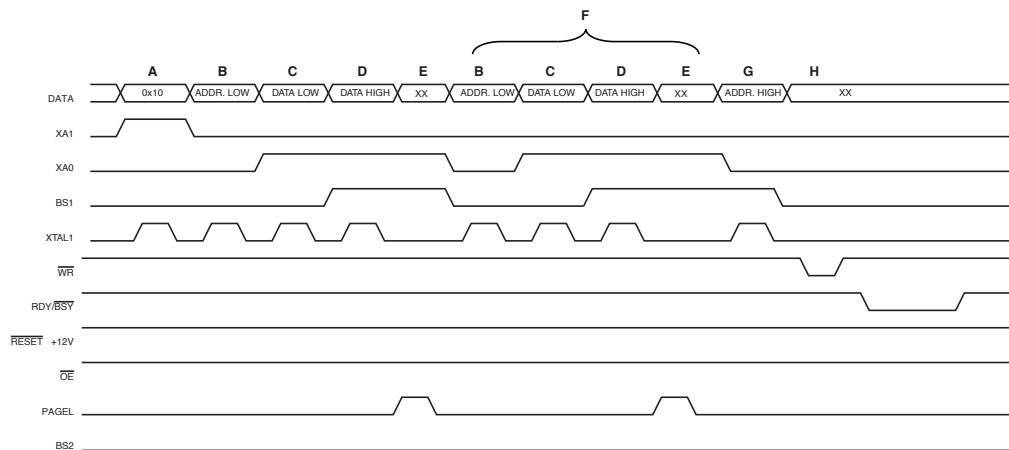 F
A B C D E B C D E G H
DATA 0x10 ADDR. LOW DATA LOW DATA HIGH XX ADDR. LOW DATA LOW DATA HIGH XX ADDR. HIGH XX
XA1
XA0
BS1
XTAL1
WR
RDY/BSY
RESET +12V
OE
PAGEL
BS2